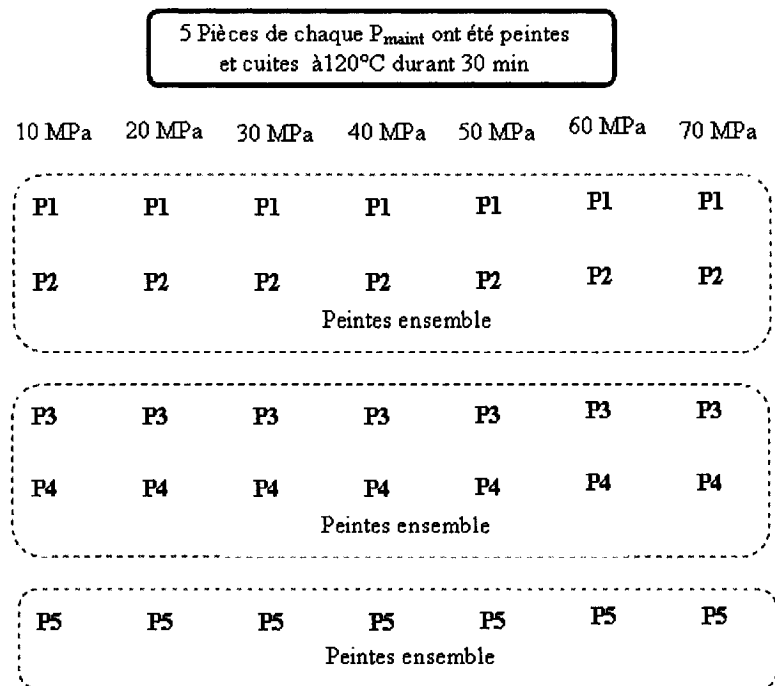 5 Pièces de chaque Pmaint ont été peintes
et cuites à120°C durant 30 min
10 MPa 20 MPa 30 MPa 40 MPa 50 MPa 60 MPa 70 MPa
P1 P1 P1 P1 P1 P1 P1
P2 P2 P2 P2 P2 P2 P2
Peintes ensemble
P3 P3 P3 P3 P3 P3 P3
P4 P4 P4 P4 P4 P4 P4
Peintes ensemble
P5 P5 P5 P5 P5 P5 P5
Peintes ensemble